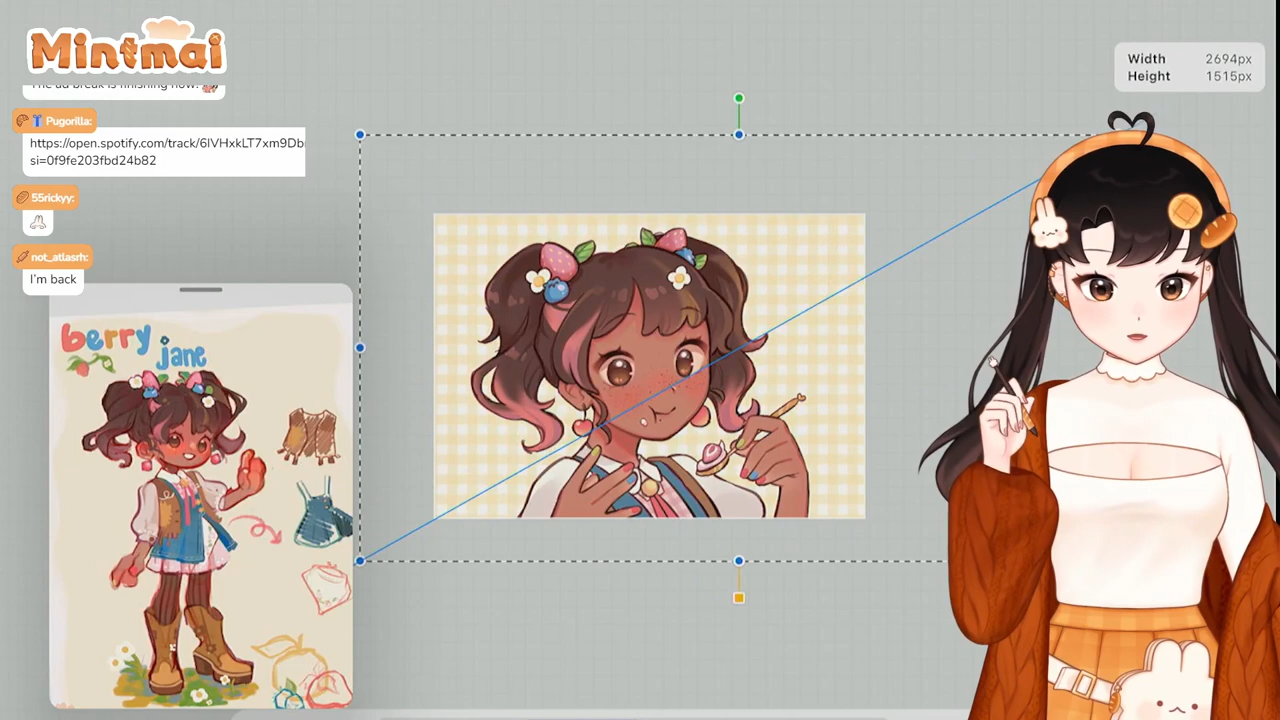 Mintmai
The ad break is finishing now!
Pugorilla:
https://open.spotify.com/track/6IVHxkLT7xm9Db
si=0f9fe203fbd24b82
55rickyy:
not_atlasrh:
I'm back
berry
jane
Width 2694px
Height 1515px